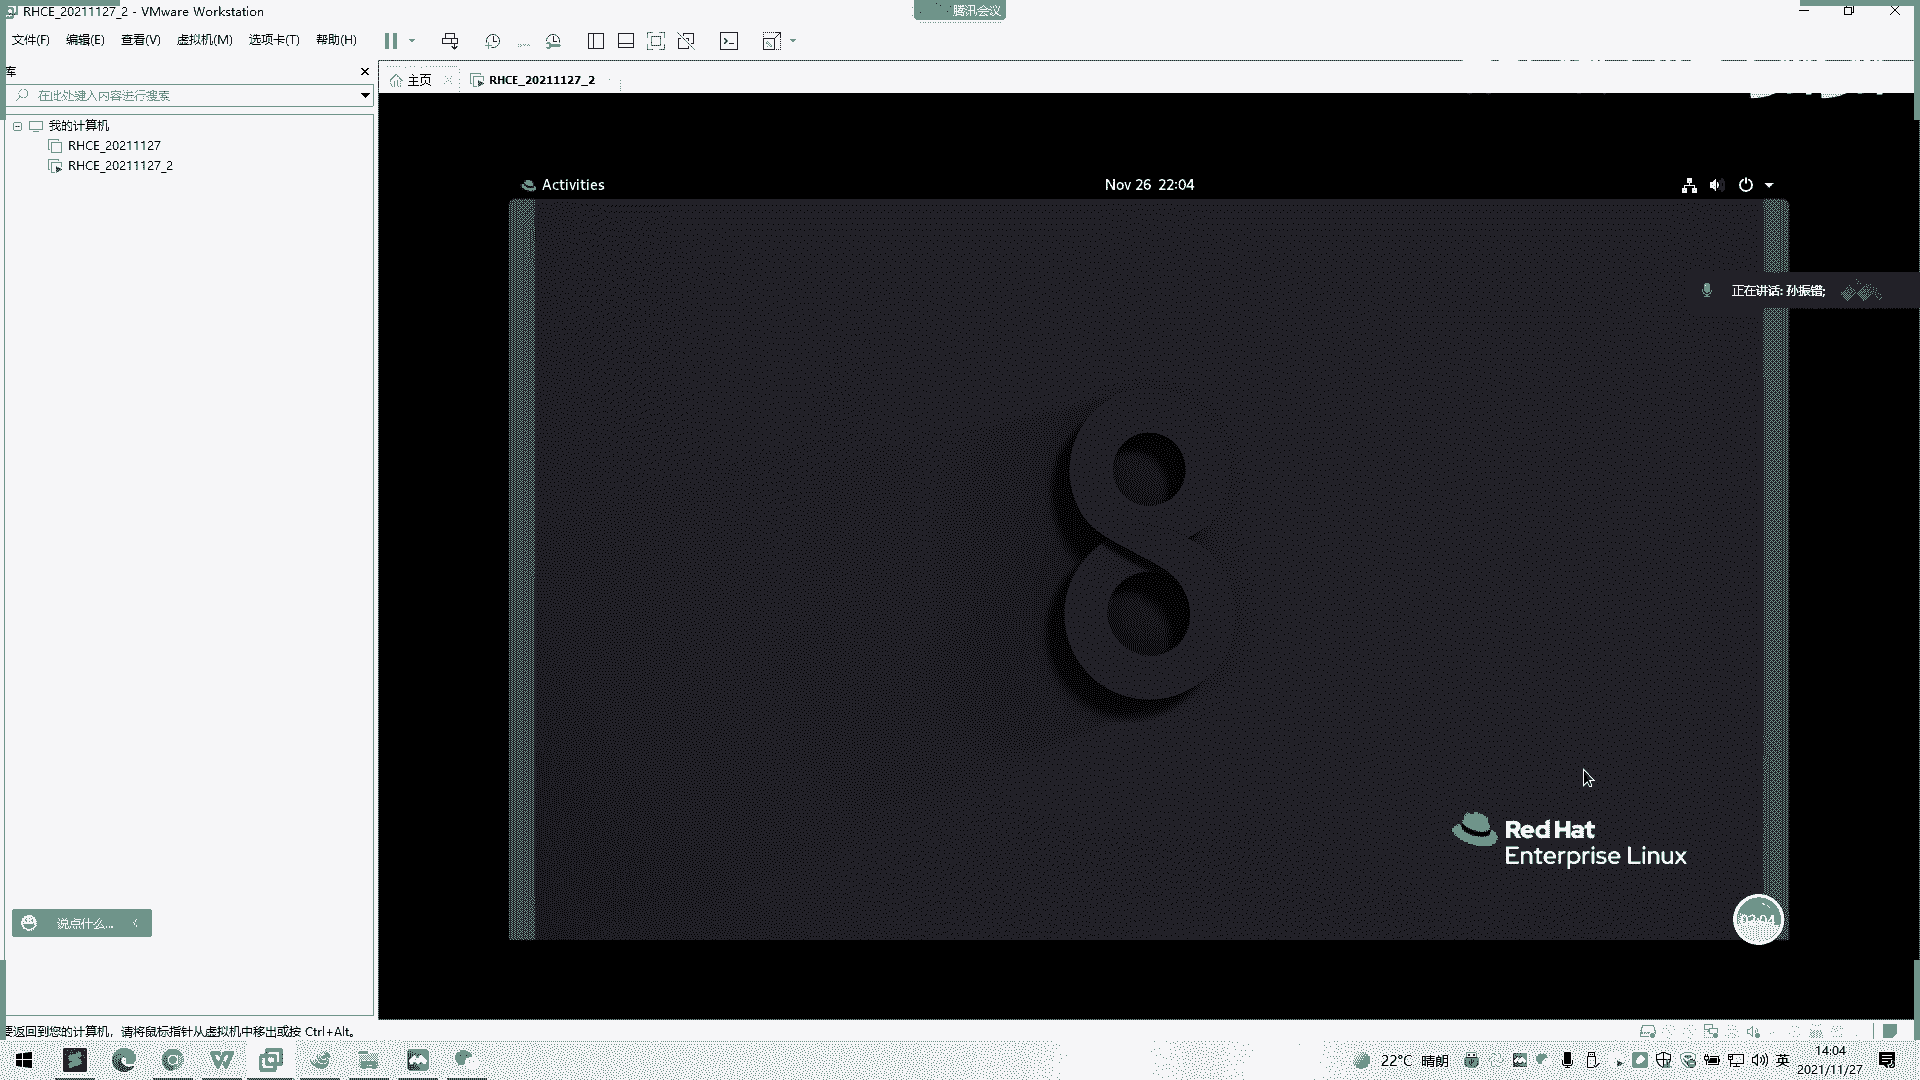 RHCE_20211127_2 - VMware Workstation
腾讯会议
文件(F) 编辑(E) 查看(V) 虚拟机(M) 选项卡(T) 帮助(H)
库
在此处键入内容进行搜索
我的计算机
RHCE_20211127
RHCE_20211127_2
主页
RHCE_20211127_2
Activities
Nov 26 22:04
正在讲话: 孙振错;
8
Red Hat
Enterprise Linux
02:04
说点什么...
要返回到您的计算机，请将鼠标指针从虚拟机中移出或按 Ctrl+Alt。
22°C 晴朗
英
14:04
2021/11/27